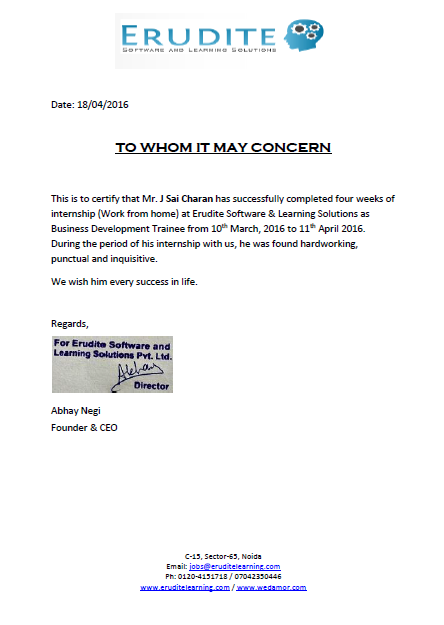 ERUDITE
SOFTWARE AND LEARNING SOLUTIONS
Date: 18/04/2016
TO WHOM IT MAY CONCERN
This is to certify that Mr. J Sai Charan has successfully completed four weeks of
internship (Work from home) at Erudite Software & Learning Solutions as
Business Development Trainee from 10th March, 2016 to 11th April 2016.
During the period of his internship with us, he was found hardworking,
punctual and inquisitive.
We wish him every success in life.
Regards,
For Erudite Software and
Learning Solutions Pvt. Ltd.
Director
Abhay Negi
Founder & CEO
C-15, Sector-65, Noida
Email: jobs@eruditelearning.com
Ph: 0120-4151718 / 07042350446
www.eruditelearning.com / www.wedamor.com